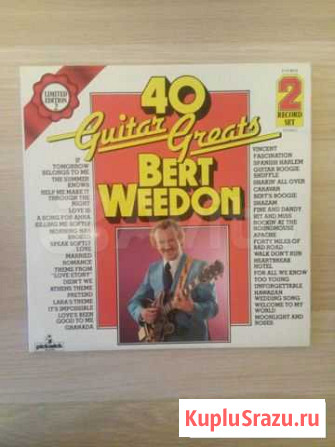 LIMITED
EDITION
2
40
Guitar Greats
BERT
WEEDON
2
RECORD
SET
IF
TOMORROW
BELONGS TO ME
THE SUMMER
KNOWS
HELP ME MAKE IT
THROUGH THE
NIGHT
LOVE IS
A SONG FOR ANNA
KILLING ME SOFTLY
MORNING HAS
BROKEN
SPEAK SOFTLY
LOVE
MARRIED
ROMANCE
THEME FROM
"LOVE STORY"
DIDN'T WE
ATHENS THEME
PRETEND
LARA'S THEME
IT'S IMPOSSIBLE
LOVE'S BEEN
GOOD TO ME
GRANADA
VINCENT
FASCINATION
SPANISH HARLEM
GUITAR BOOGIE
SHUFFLE
SHAKIN' ALL OVER
CARAVAN
BERT'S BOOGIE
SHAZAM
FINE AND DANDY
HIT AND MISS
ROCKIN AT THE
ROUNDHOUSE
APACHE
FORTY MILES OF
BAD ROAD
WALK DON'T RUN
HEARTBREAK
HOTEL
FOR ALL WE KNOW
TOO YOUNG
UNFORGETTABLE
HAWAIIAN
WEDDING SONG
WELCOME TO MY
WORLD
MOONLIGHT AND
ROSES
KupluSrazu.ru